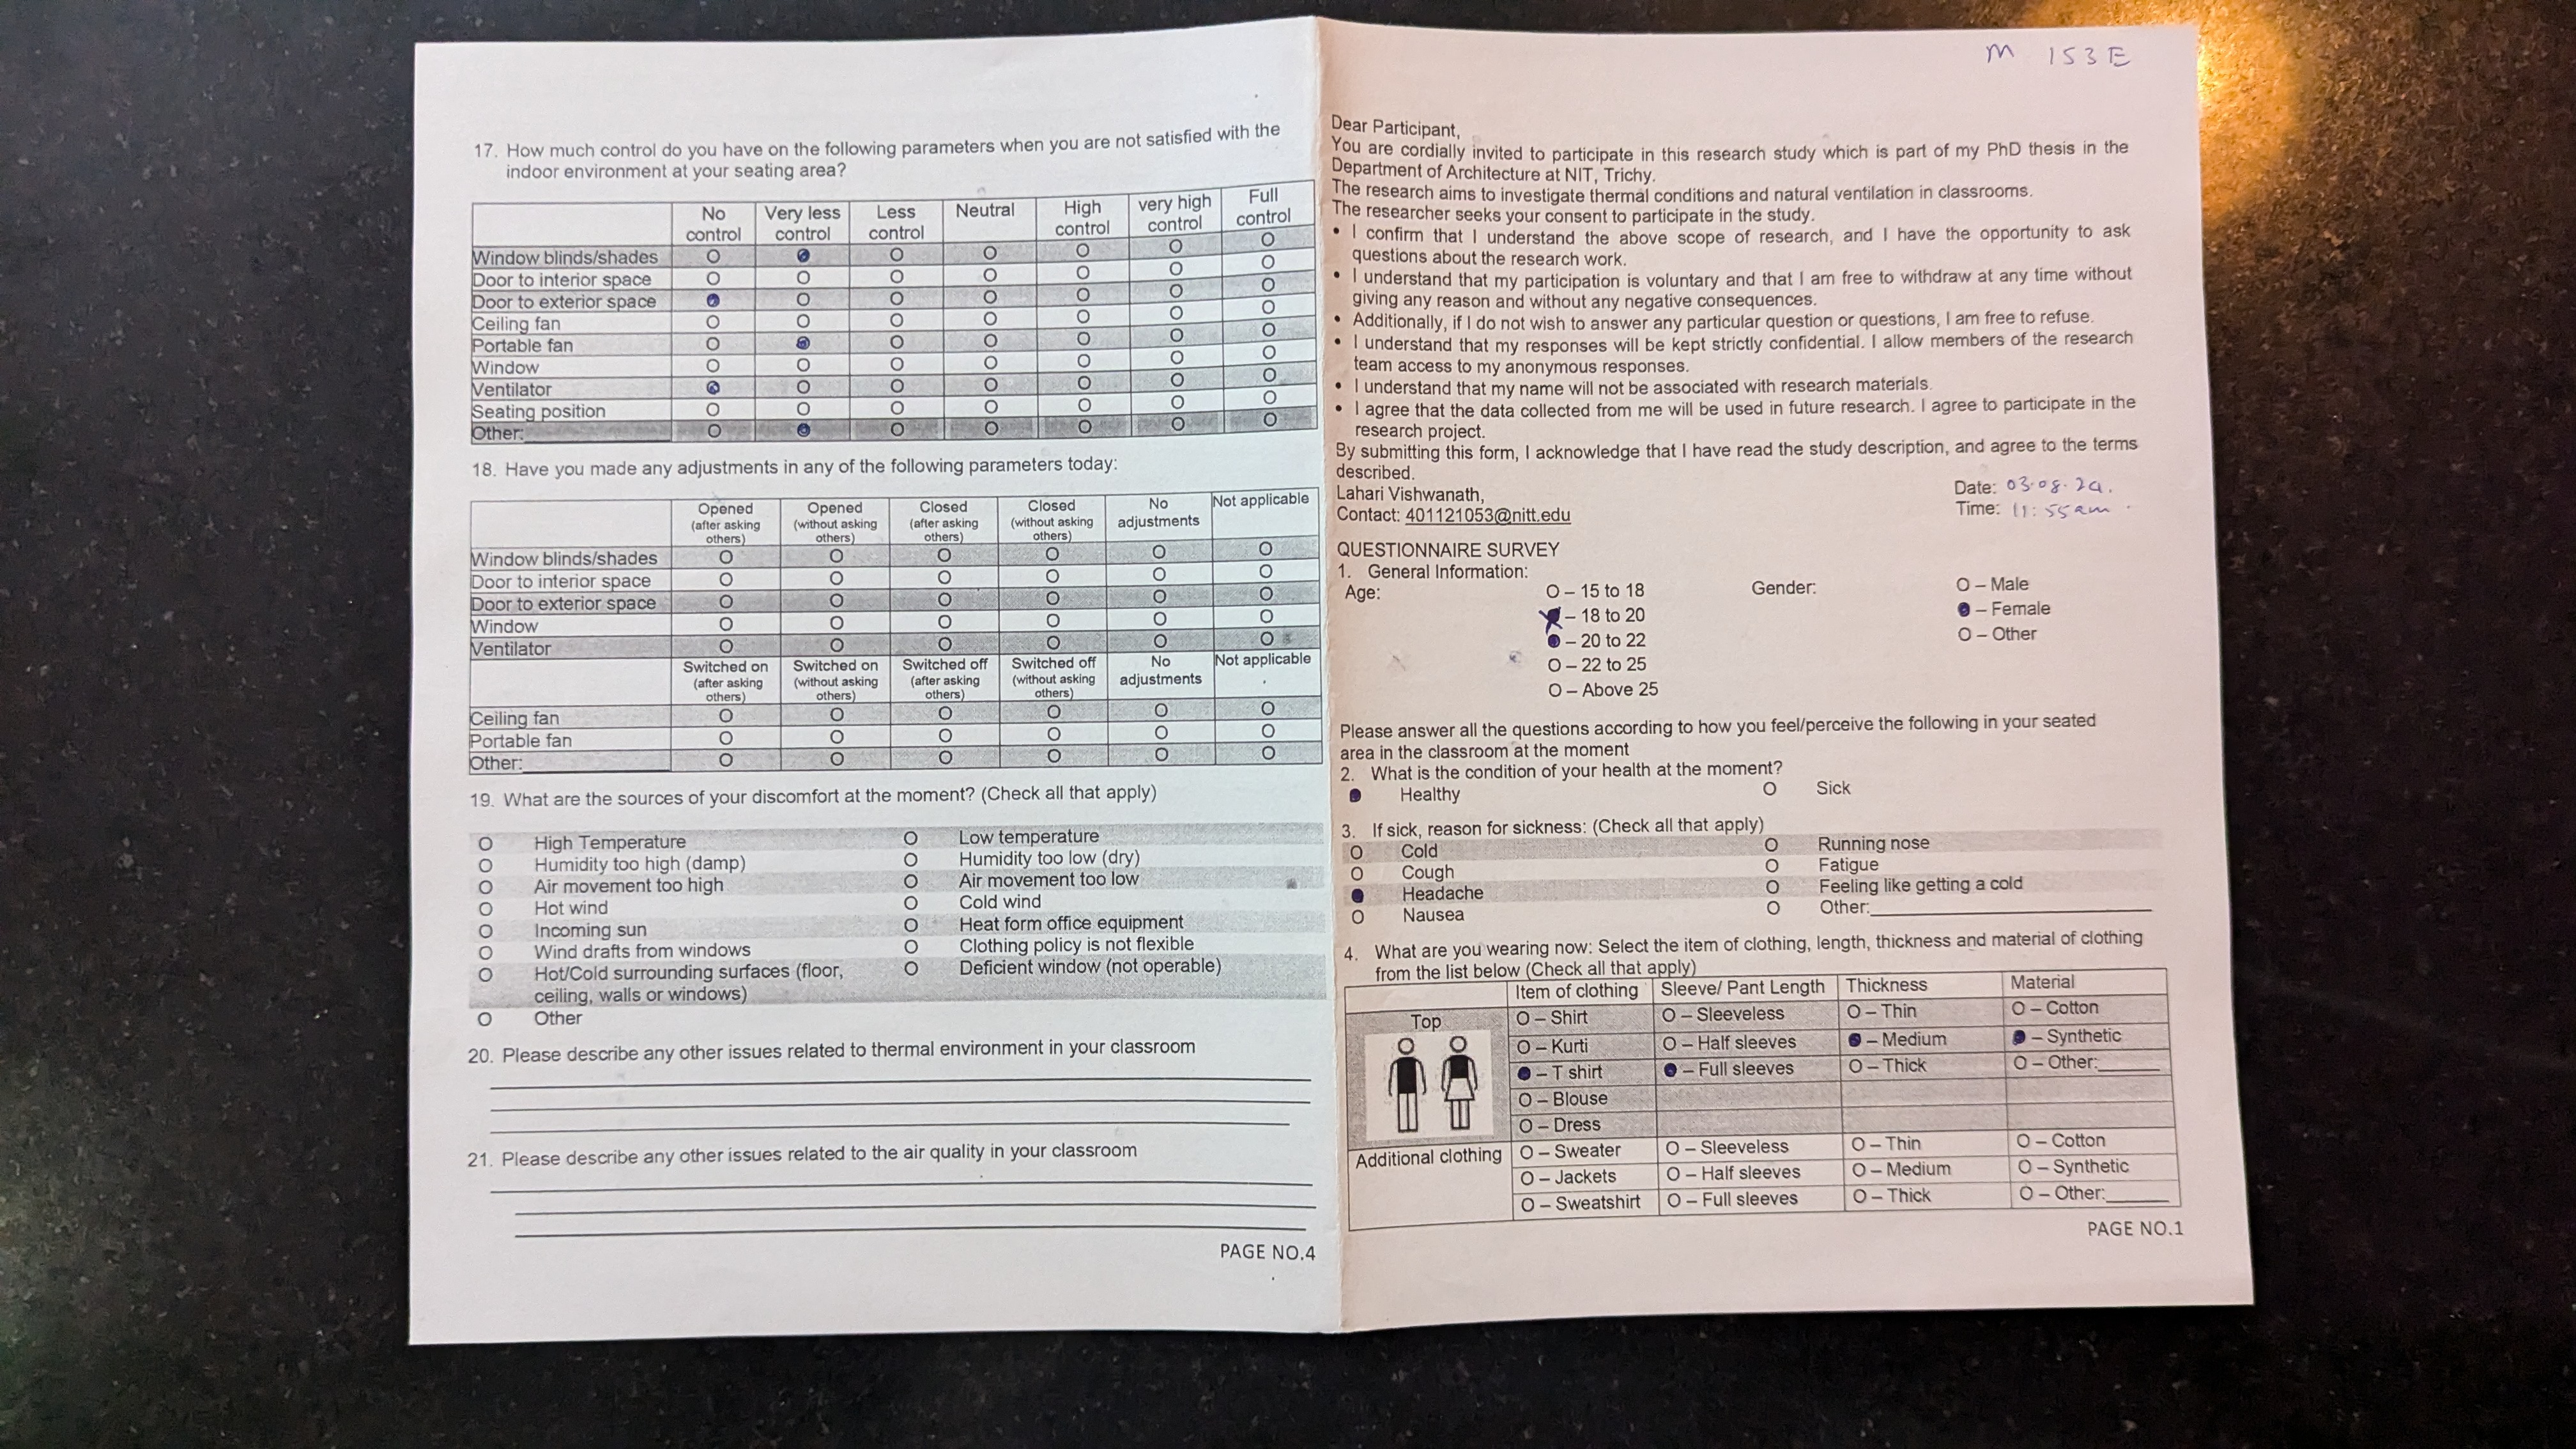 17. How much control do you have on the following parameters when you are not satisfied with the
indoor environment at your seating area?
No control Very less control Less control Neutral High control very high control Full control
Window blinds/shades
Door to interior space
Door to exterior space
Ceiling fan
Portable fan
Window
Ventilator
Seating position
Other:
18. Have you made any adjustments in any of the following parameters today:
Opened (after asking others) Opened (without asking others) Closed (after asking others) Closed (without asking others) No adjustments Not applicable
Window blinds/shades
Door to interior space
Door to exterior space
Window
Ventilator
Switched on (after asking others) Switched on (without asking others) Switched off (after asking others) Switched off (without asking others) No adjustments Not applicable
Ceiling fan
Portable fan
Other:
19. What are the sources of your discomfort at the moment? (Check all that apply)
O High Temperature O Low temperature
O Humidity too high (damp) O Humidity too low (dry)
O Air movement too high O Air movement too low
O Hot wind O Cold wind
O Incoming sun O Heat form office equipment
O Wind drafts from windows O Clothing policy is not flexible
O Hot/Cold surrounding surfaces (floor, O Deficient window (not operable)
ceiling, walls or windows)
O Other
20. Please describe any other issues related to thermal environment in your classroom
21. Please describe any other issues related to the air quality in your classroom
PAGE NO.4
M 153E
Dear Participant,
You are cordially invited to participate in this research study which is part of my PhD thesis in the
Department of Architecture at NIT, Trichy.
The research aims to investigate thermal conditions and natural ventilation in classrooms.
The researcher seeks your consent to participate in the study.
• I confirm that I understand the above scope of research, and I have the opportunity to ask
questions about the research work.
• I understand that my participation is voluntary and that I am free to withdraw at any time without
giving any reason and without any negative consequences.
• Additionally, if I do not wish to answer any particular question or questions, I am free to refuse.
• I understand that my responses will be kept strictly confidential. I allow members of the research
team access to my anonymous responses.
• I understand that my name will not be associated with research materials.
• I agree that the data collected from me will be used in future research. I agree to participate in the
research project.
By submitting this form, I acknowledge that I have read the study description, and agree to the terms
described.
Lahari Vishwanath, Date: 03.08.24.
Contact: 401121053@nitt.edu Time: 11:55am.
QUESTIONNAIRE SURVEY
1. General Information:
Age: O – 15 to 18 Gender: O – Male
– 18 to 20 – Female
– 20 to 22 O – Other
O – 22 to 25
O – Above 25
Please answer all the questions according to how you feel/perceive the following in your seated
area in the classroom at the moment
2. What is the condition of your health at the moment?
Healthy O Sick
3. If sick, reason for sickness: (Check all that apply)
O Cold O Running nose
O Cough O Fatigue
Headache O Feeling like getting a cold
O Nausea O Other:
4. What are you wearing now: Select the item of clothing, length, thickness and material of clothing
from the list below (Check all that apply)
Item of clothing Sleeve/ Pant Length Thickness Material
Top O – Shirt O – Sleeveless O – Thin O – Cotton
O – Kurti O – Half sleeves – Medium – Synthetic
– T shirt – Full sleeves O – Thick O – Other:
O – Blouse
O – Dress
Additional clothing O – Sweater O – Sleeveless O – Thin O – Cotton
O – Jackets O – Half sleeves O – Medium O – Synthetic
O – Sweatshirt O – Full sleeves O – Thick O – Other:
PAGE NO.1